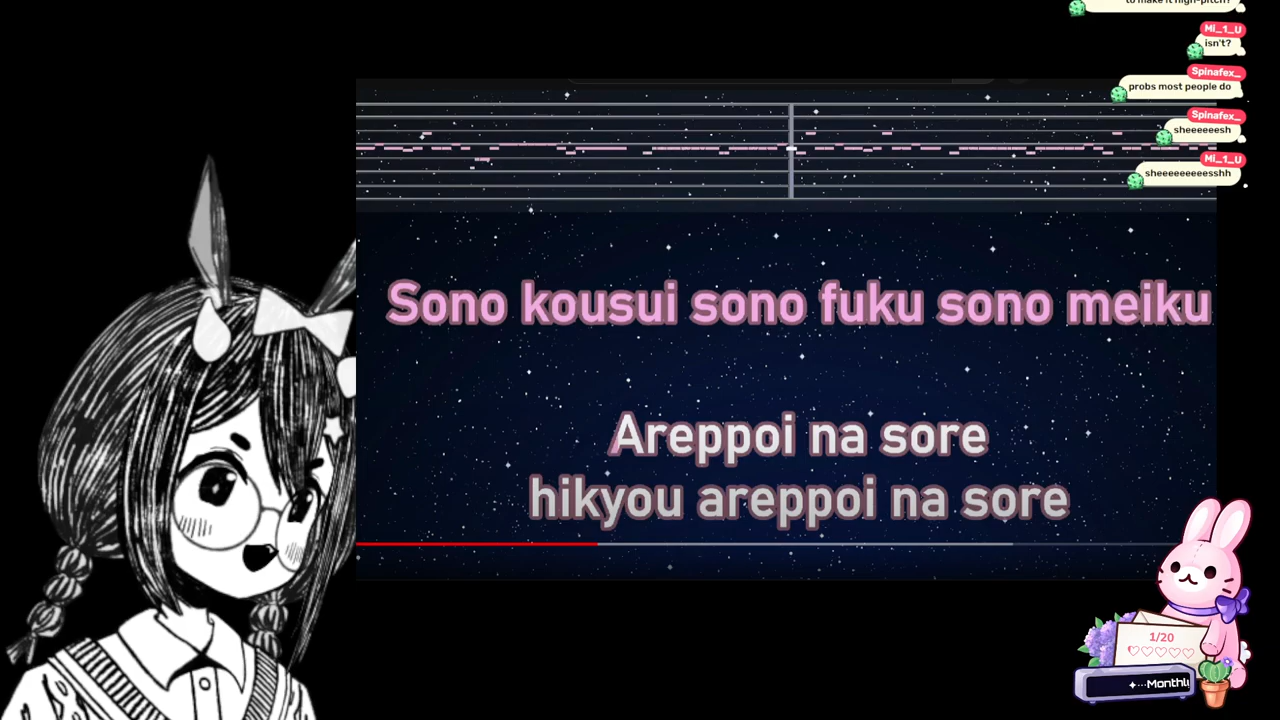 to make it high-pitch?
Mi_1_U
isn't?
Spinafex_
probs most people do
Spinafex_
sheeeeesh
Mi_1_U
sheeeeeeeeesshh
Sono kousui sono fuku sono meiku
Areppoi na sore
hikyou areppoi na sore
1/20
Monthly